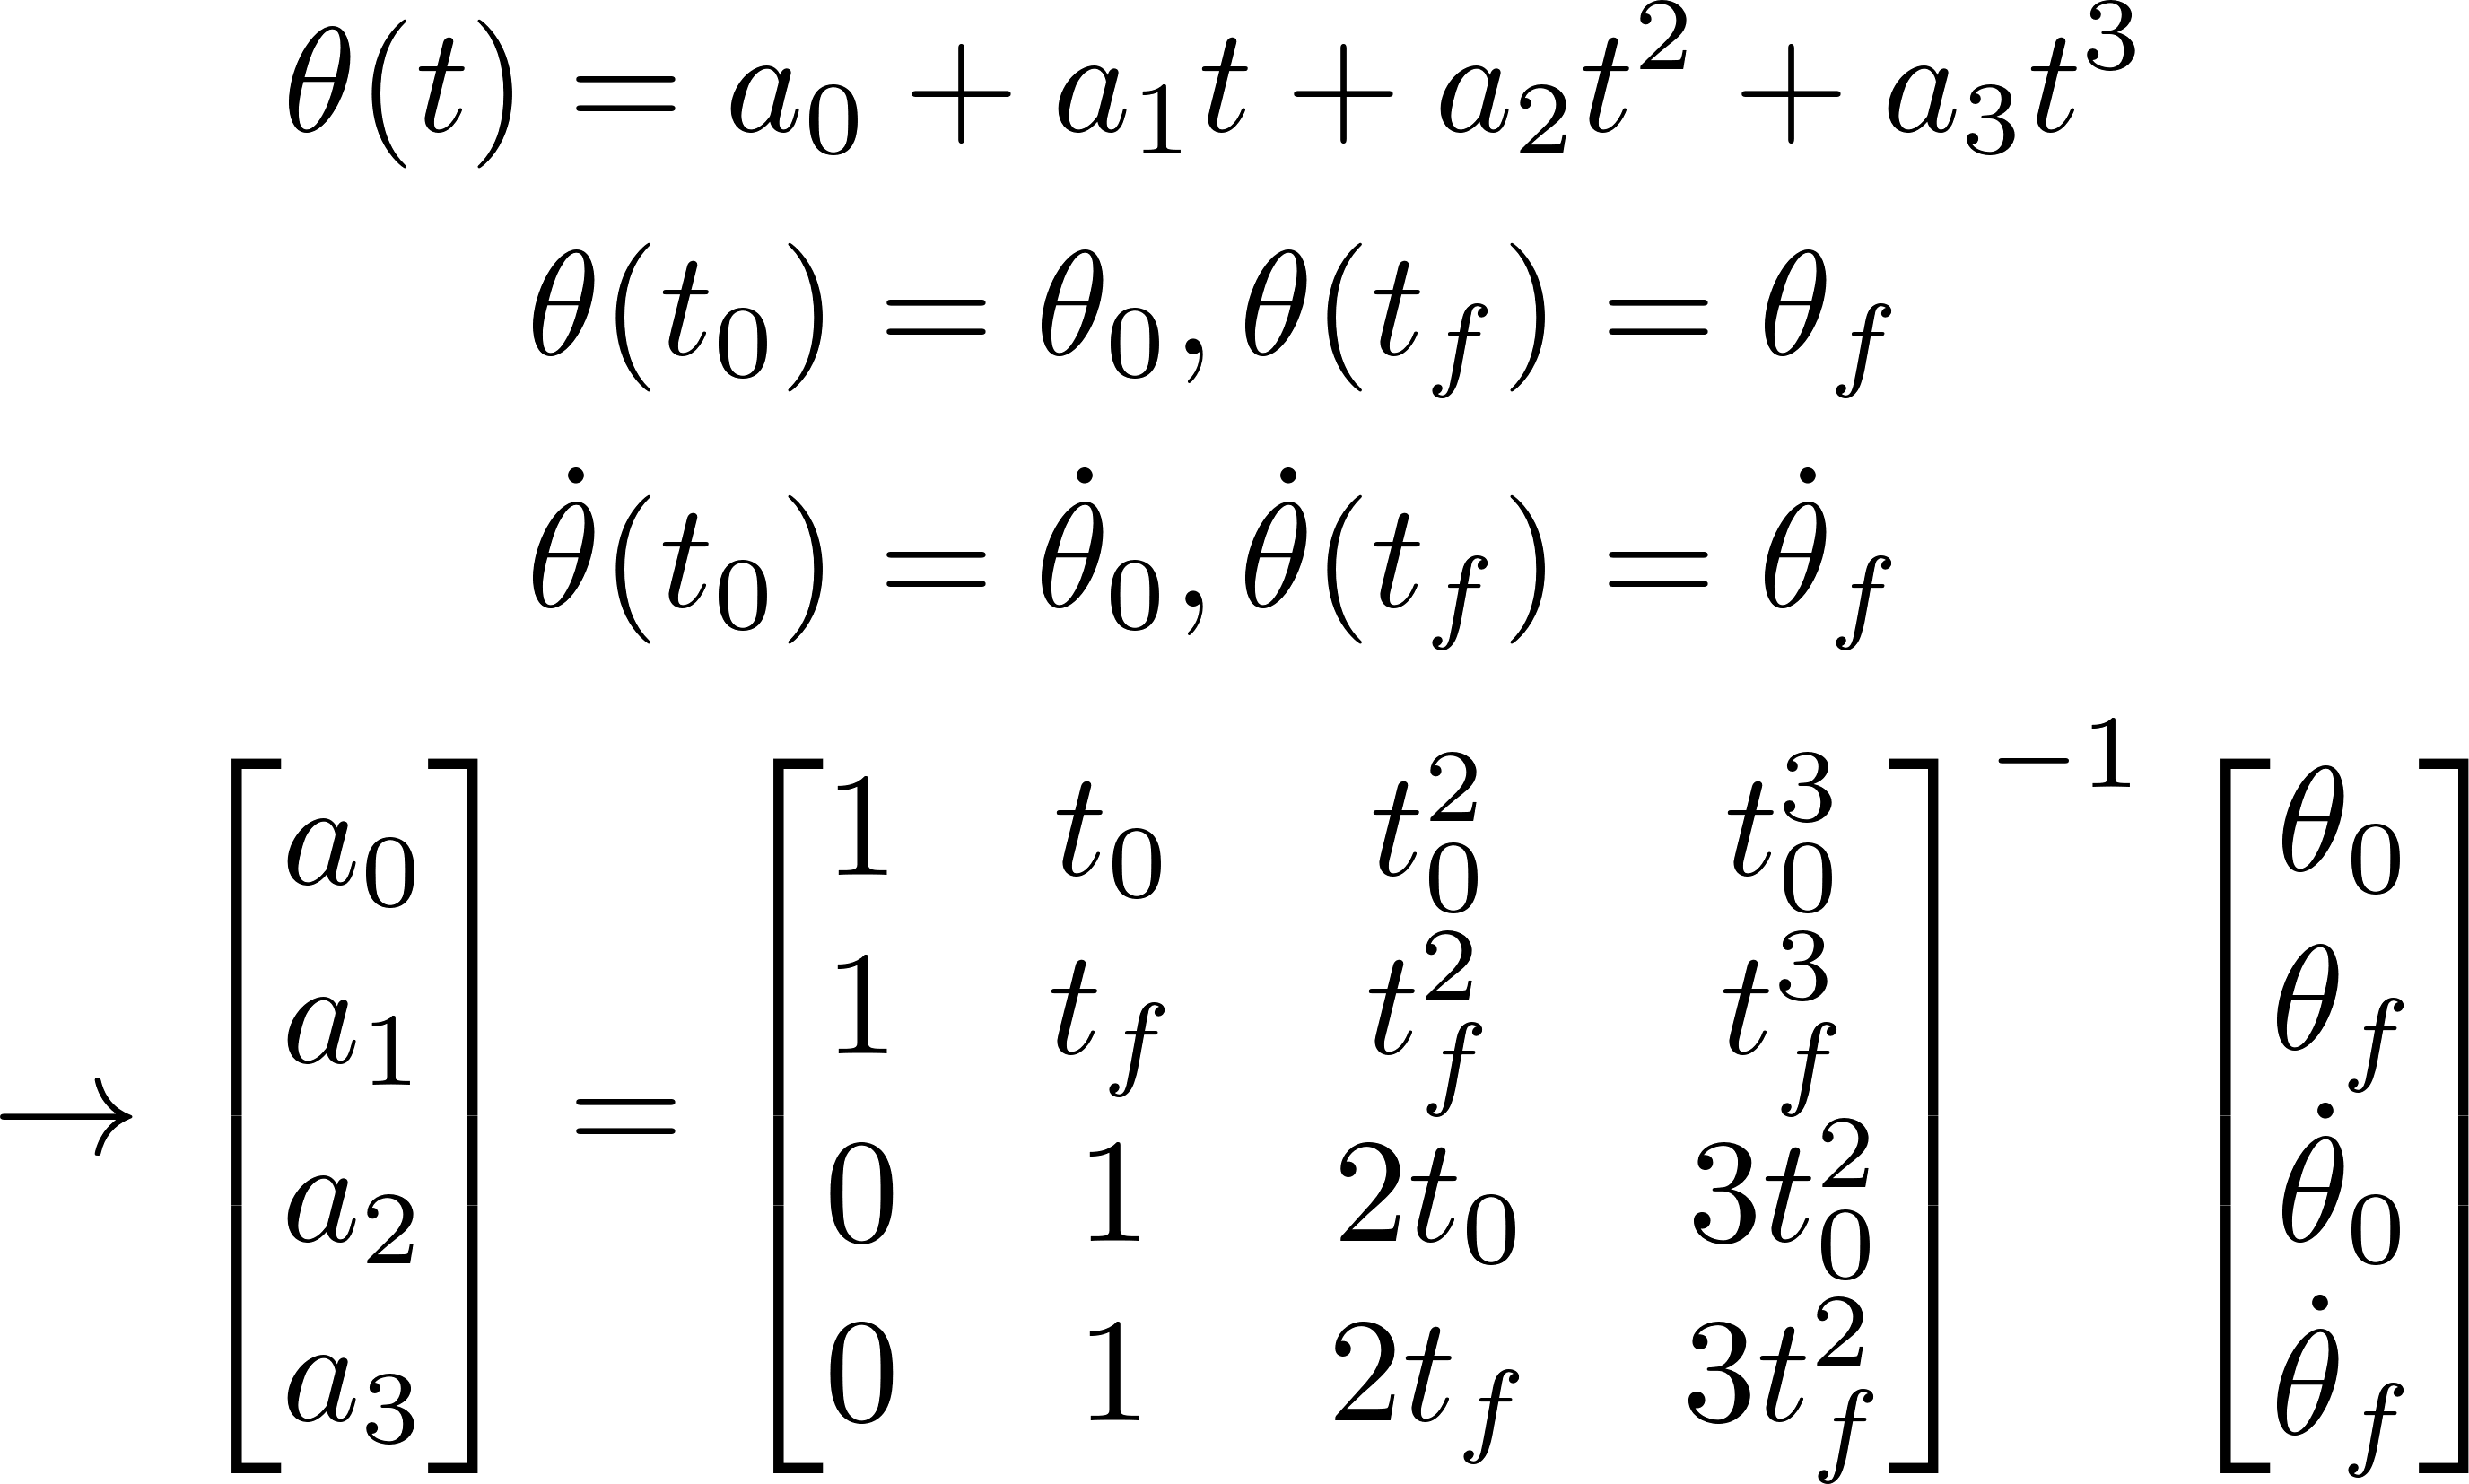 θ(t) = a₀ + a₁t + a₂t² + a₃t³
θ(t₀) = θ₀, θ(t_f) = θ_f
θ̇(t₀) = θ̇₀, θ̇(t_f) = θ̇_f
→ [a₀; a₁; a₂; a₃] = [1 t₀ t₀² t₀³; 1 t_f t_f² t_f³; 0 1 2t₀ 3t₀²; 0 1 2t_f 3t_f²]⁻¹ [θ₀; θ_f; θ̇₀; θ̇_f]